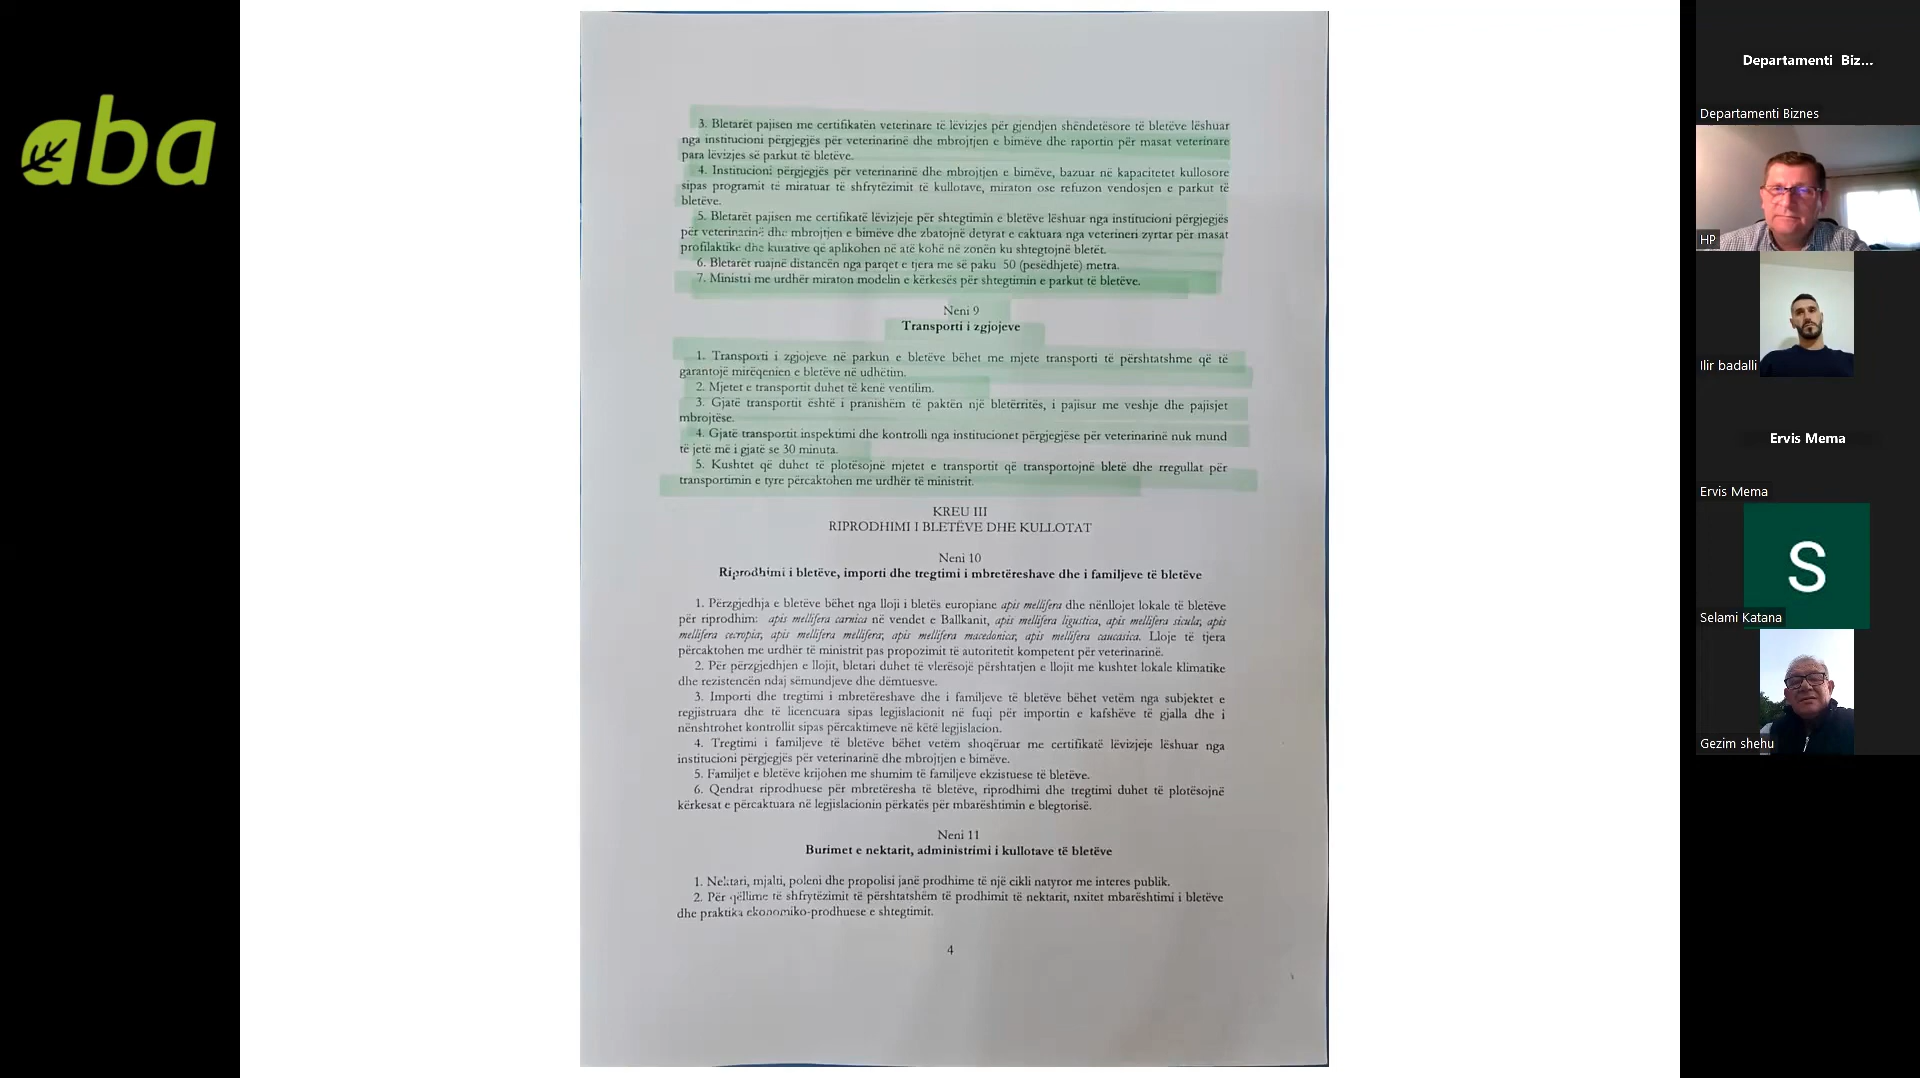 aba
3. Bletarët pajisen me certifikatën veterinare të lëvizjes për gjendjen shëndetësore të bletëve lëshuar
nga institucioni përgjegjës për veterinarinë dhe mbrojtjen e bimëve dhe raportin për masat veterinare
para lëvizjes së parkut të bletëve.
4. Institucioni përgjegjës për veterinarinë dhe mbrojtjen e bimëve, bazuar në kapacitetet kullosore
sipas programit të miratuar të shfrytëzimit të kullotave, miraton ose refuzon vendosjen e parkut të
bletëve.
5. Bletarët pajisen me certifikatë lëvizjeje për shtegtimin e bletëve lëshuar nga institucioni përgjegjës
për veterinarinë dhe mbrojtjen e bimëve dhe zbatojnë detyrat e caktuara nga veterineri zyrtar për masat
profilaktike dhe kurative që aplikohen në atë kohë në zonën ku shtegtojnë bletët.
6. Bletarët ruajnë distancën nga parqet e tjera me së paku 50 (pesëdhjetë) metra.
7. Ministri me urdhër miraton modelin e kërkesës për shtegtimin e parkut të bletëve.
Neni 9
Transporti i zgjojeve
1. Transporti i zgjojeve në parkun e bletëve bëhet me mjete transporti të përshtatshme që të
garantojë mirëqenien e bletëve në udhëtim.
2. Mjetet e transportit duhet të kenë ventilim.
3. Gjatë transportit është i pranishëm të paktën një bletërritës, i pajisur me veshje dhe pajisjet
mbrojtëse.
4. Gjatë transportit inspektimi dhe kontrolli nga institucionet përgjegjëse për veterinarinë nuk mund
të jetë më i gjatë se 30 minuta.
5. Kushtet që duhet të plotësojnë mjetet e transportit që transportojnë bletë dhe rregullat për
transportimin e tyre përcaktohen me urdhër të ministrit.
KREU III
RIPRODHIMI I BLETËVE DHE KULLOTAT
Neni 10
Riprodhimi i bletëve, importi dhe tregtimi i mbretëreshave dhe i familjeve të bletëve
1. Përzgjedhja e bletëve bëhet nga lloji i bletës europiane apis mellifera dhe nënllojet lokale të bletëve
për riprodhim: apis mellifera carnica në vendet e Ballkanit, apis mellifera ligustica, apis mellifera sicula, apis
mellifera cecropia, apis mellifera mellifera, apis mellifera macedonica, apis mellifera caucasica. Lloje të tjera
përcaktohen me urdhër të ministrit pas propozimit të autoritetit kompetent për veterinarinë.
2. Për përzgjedhjen e llojit, bletari duhet të vlerësojë përshtatjen e llojit me kushtet lokale klimatike
dhe rezistencën ndaj sëmundjeve dhe dëmtuesve.
3. Importi dhe tregtimi i mbretëreshave dhe i familjeve të bletëve bëhet vetëm nga subjektet e
regjistruara dhe të licencuara sipas legjislacionit në fuqi për importin e kafshëve të gjalla dhe i
nënshtrohet kontrollit sipas përcaktimeve në këtë legjislacion.
4. Tregtimi i familjeve të bletëve bëhet vetëm shoqëruar me certifikatë lëvizjeje lëshuar nga
institucioni përgjegjës për veterinarinë dhe mbrojtjen e bimëve.
5. Familjet e bletëve krijohen me shumim të familjeve ekzistuese të bletëve.
6. Qendrat riprodhuese për mbretëresha të bletëve, riprodhimi dhe tregtimi duhet të plotësojnë
kërkesat e përcaktuara në legjislacionin përkatës për mbarështimin e blegtorisë.
Neni 11
Burimet e nektarit, administrimi i kullotave të bletëve
1. Nektari, mjalti, poleni dhe propolisi janë prodhime të një cikli natyror me interes publik.
2. Për qëllime të shfrytëzimit të përshtatshëm të prodhimit të nektarit, nxitet mbarështimi i bletëve
dhe praktika ekonomiko-prodhuese e shtegtimit.
4
Departamenti Biz...
Departamenti Biznes
HP
Ilir badalli
Ervis Mema
Ervis Mema
S
Selami Katana
Gezim shehu